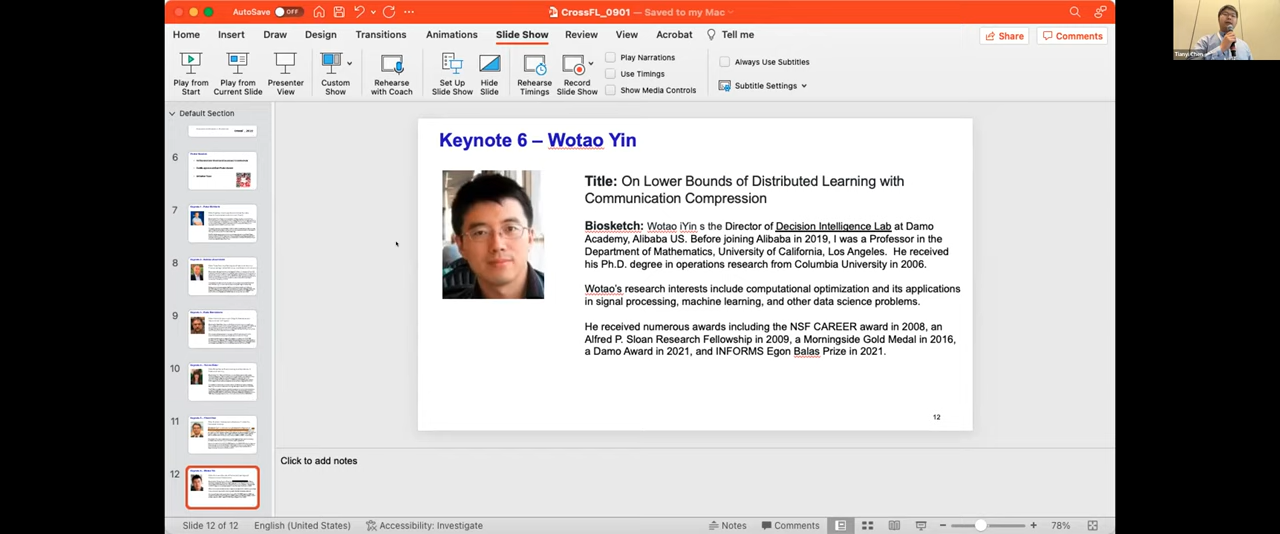 AutoSave OFF
CrossFL_0901 – Saved to my Mac
Home Insert Draw Design Transitions Animations Slide Show Review View Acrobat Tell me
Share Comments
Play from Start
Play from Current Slide
Presenter View
Custom Show
Rehearse with Coach
Set Up Slide Show
Hide Slide
Rehearse Timings
Record Slide Show
Play Narrations
Use Timings
Show Media Controls
Always Use Subtitles
Subtitle Settings
Default Section
6
7
8
9
10
11
12
Keynote 6 – Wotao Yin
Title: On Lower Bounds of Distributed Learning with
Communication Compression
Biosketch: Wotao iYin s the Director of Decision Intelligence Lab at Damo
Academy, Alibaba US. Before joining Alibaba in 2019, I was a Professor in the
Department of Mathematics, University of California, Los Angeles. He received
his Ph.D. degree in operations research from Columbia University in 2006.
Wotao's research interests include computational optimization and its applications
in signal processing, machine learning, and other data science problems.
He received numerous awards including the NSF CAREER award in 2008, an
Alfred P. Sloan Research Fellowship in 2009, a Morningside Gold Medal in 2016,
a Damo Award in 2021, and INFORMS Egon Balas Prize in 2021.
12
Click to add notes
Slide 12 of 12 English (United States) Accessibility: Investigate Notes Comments 78%